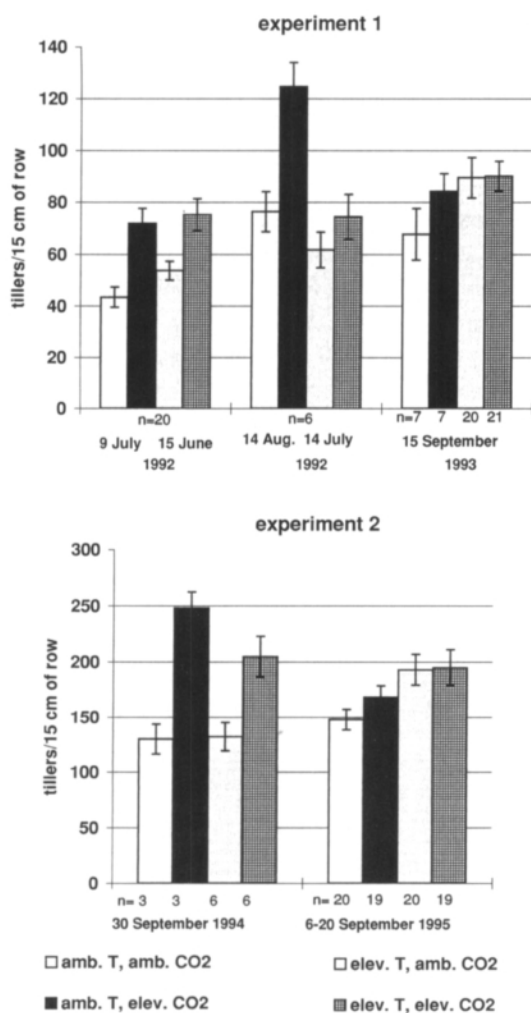 experiment 1
140
120
100
80
60
40
20
0
tillers/15 cm of row
n=20 n=6 n=7 7 20 21
9 July 15 June 14 Aug. 14 July 15 September
1992 1992 1993
experiment 2
300
250
200
150
100
50
0
tillers/15 cm of row
n= 3 3 6 6 n= 20 19 20 19
30 September 1994 6-20 September 1995
amb. T, amb. CO2 elev. T, amb. CO2
amb. T, elev. CO2 elev. T, elev. CO2